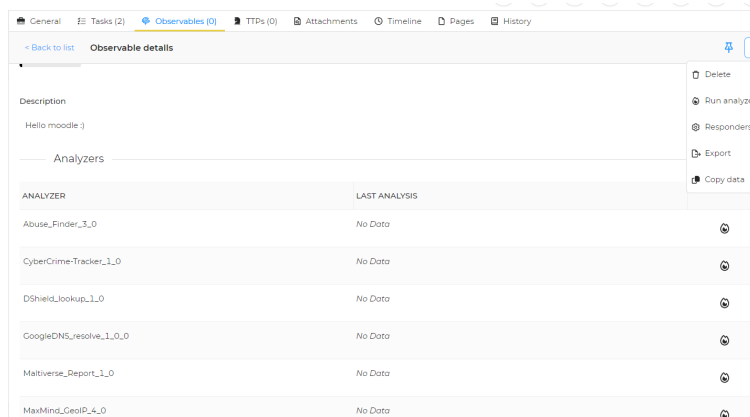 General Tasks (2) Observables (0) TTPs (0) Attachments Timeline Pages History
< Back to list Observable details
Delete
Description
Run analyze
Hello moodle :)
Responders
Analyzers
Export
Copy data
ANALYZER LAST ANALYSIS
Abuse_Finder_3_0 No Data
CyberCrime-Tracker_1_0 No Data
DShield_lookup_1_0 No Data
GoogleDNS_resolve_1_0_0 No Data
Maltiverse_Report_1_0 No Data
MaxMind_GeoIP_4_0 No Data